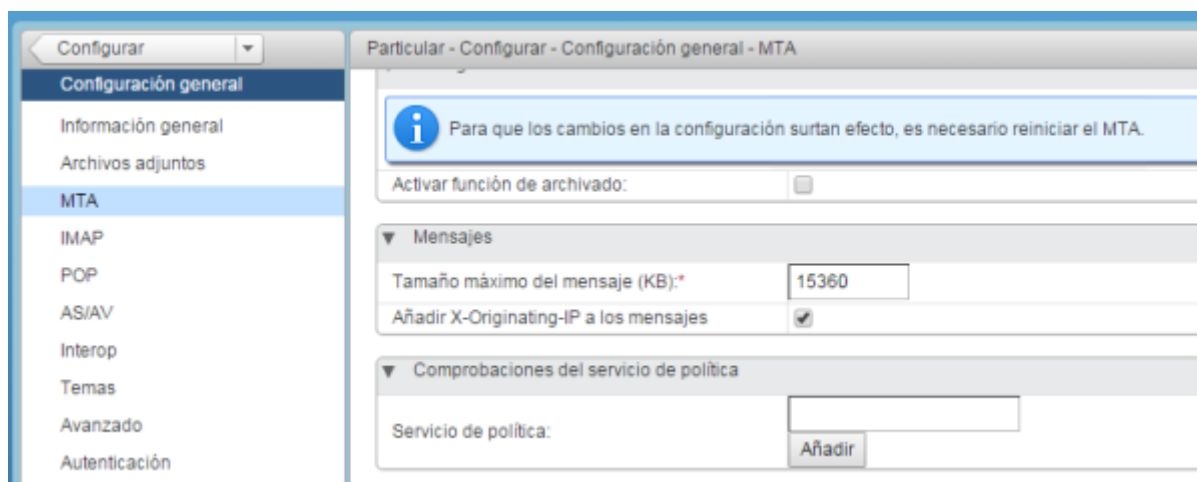 Configurar
Particular - Configurar - Configuración general - MTA
Configuración general
Información general
Archivos adjuntos
MTA
IMAP
POP
AS/AV
Interop
Temas
Avanzado
Autenticación
Para que los cambios en la configuración surtan efecto, es necesario reiniciar el MTA.
Activar función de archivado:
Mensajes
Tamaño máximo del mensaje (KB):* 15360
Añadir X-Originating-IP a los mensajes
Comprobaciones del servicio de política
Servicio de política:
Añadir